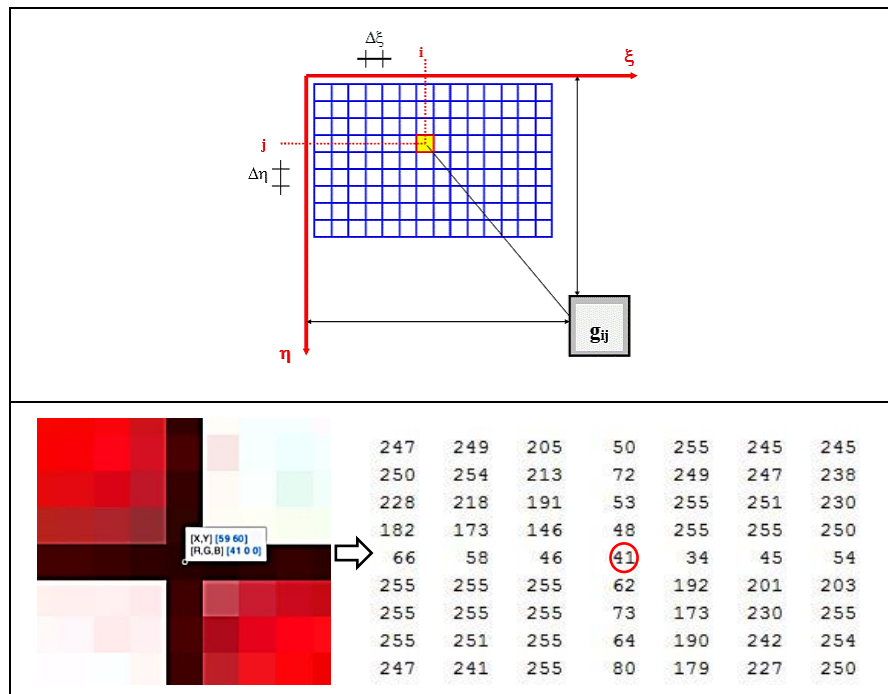 Δξ
i
ξ
j
Δη
gij
η
[X,Y] [59 60]
[R,G,B] [41 0 0]
247 249 205 50 255 245 245
250 254 213 72 249 247 238
228 218 191 53 255 251 230
182 173 146 48 255 255 250
66 58 46 41 34 45 54
255 255 255 62 192 201 203
255 255 255 73 173 230 255
255 251 255 64 190 242 254
247 241 255 80 179 227 250